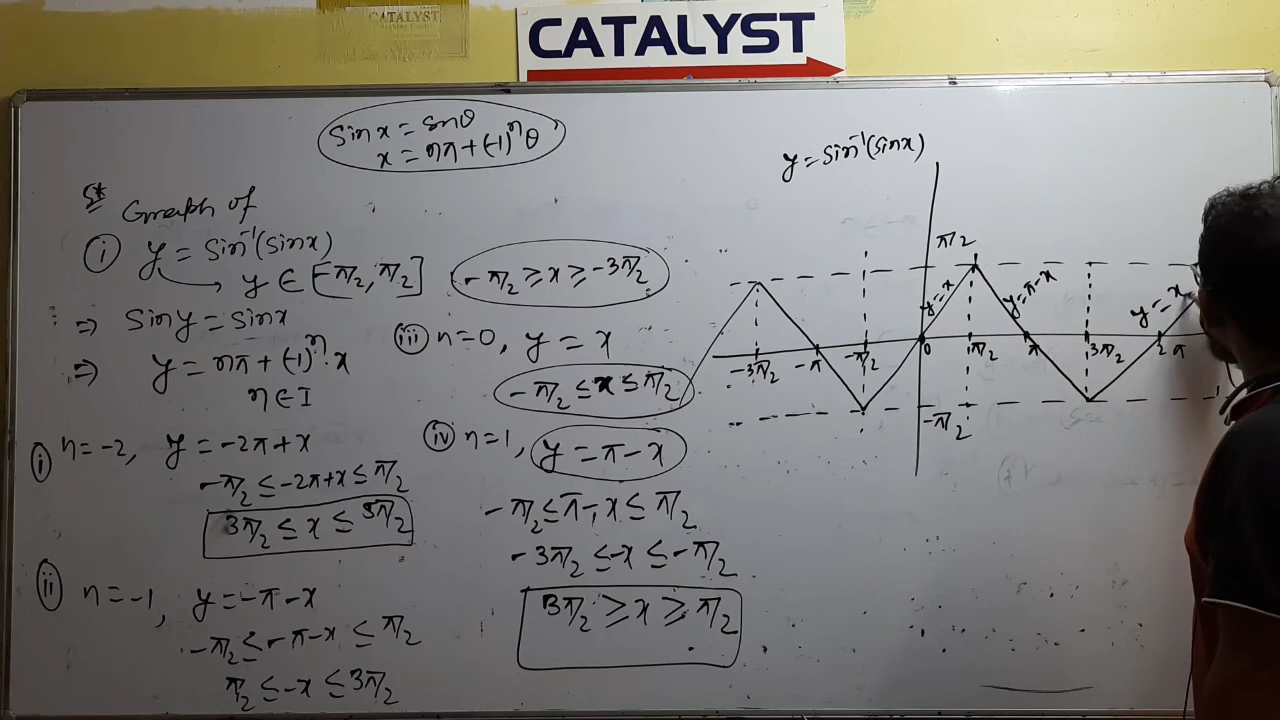 CATALYST
CATALYST
sin x = sin θ
x = nπ + (-1)ⁿ θ
Graph of
(i) y = sin⁻¹(sin x)
y ∈ [-π/2, π/2]
⇒ sin y = sin x
⇒ y = nπ + (-1)ⁿ · x
n ∈ I
(i) n = -2, y = -2π + x
-π/2 ≤ -2π + x ≤ π/2
3π/2 ≤ x ≤ 5π/2
(ii) n = -1, y = -π - x
-π/2 ≤ -π - x ≤ π/2
π/2 ≤ -x ≤ 3π/2
-π/2 ≥ x ≥ -3π/2
(iii) n = 0, y = x
-π/2 ≤ x ≤ π/2
(iv) n = 1, y = π - x
-π/2 ≤ π - x ≤ π/2
-3π/2 ≤ -x ≤ -π/2
3π/2 ≥ x ≥ π/2
y = sin⁻¹(sin x)
π/2
y = x
y = π - x
y = x
-3π/2
-π
-π/2
0
π/2
π
3π/2
2π
-π/2